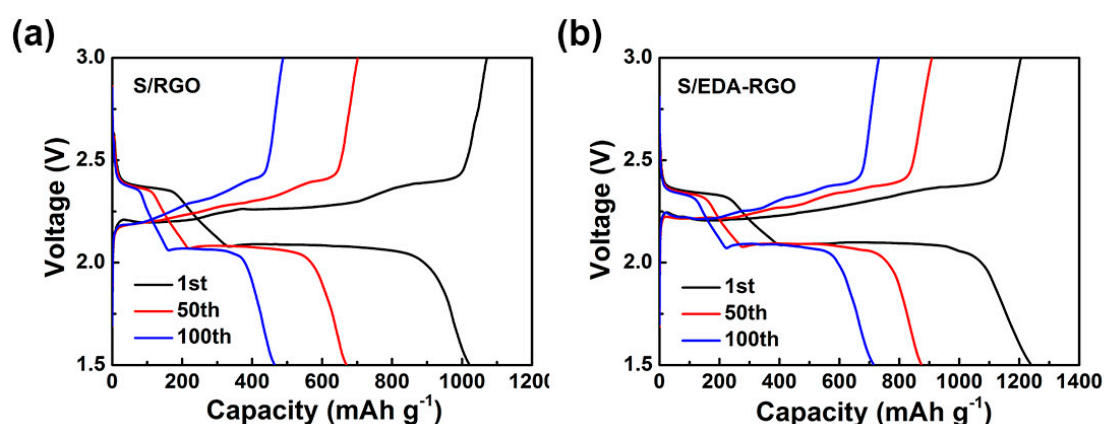 (a)
3.0
S/RGO
2.5
2.0
1.5
Voltage (V)
1st
50th
100th
0 200 400 600 800 1000 1200
Capacity (mAh g⁻¹)
(b)
3.0
S/EDA-RGO
2.5
2.0
1.5
Voltage (V)
1st
50th
100th
0 200 400 600 800 1000 1200 1400
Capacity (mAh g⁻¹)